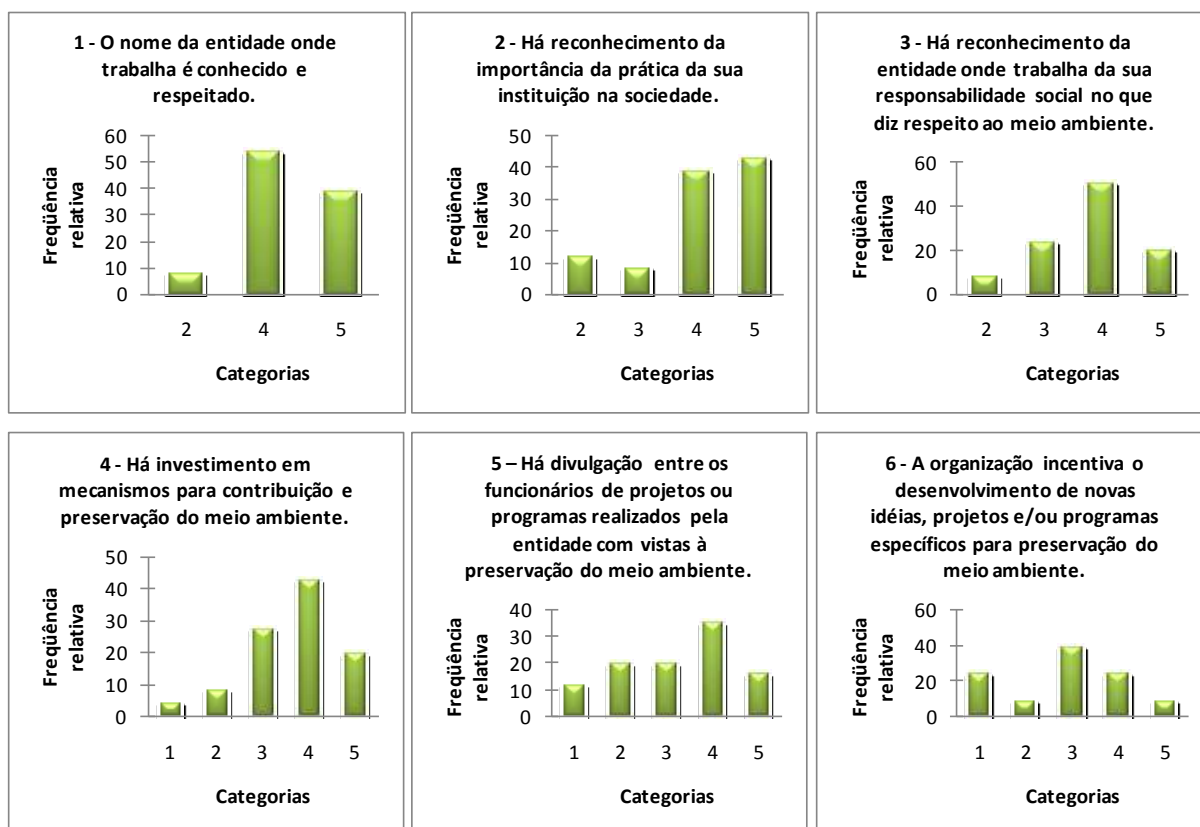 1 - O nome da entidade onde
trabalha é conhecido e
respeitado.
Freqüência
relativa
60
50
40
30
20
10
0
2 4 5
Categorias
2 - Há reconhecimento da
importância da prática da sua
instituição na sociedade.
Freqüência
relativa
50
40
30
20
10
0
2 3 4 5
Categorias
3 - Há reconhecimento da
entidade onde trabalha da sua
responsabilidade social no que
diz respeito ao meio ambiente.
Freqüência
relativa
60
40
20
0
2 3 4 5
Categorias
4 - Há investimento em
mecanismos para contribuição e
preservação do meio ambiente.
Freqüência
relativa
50
40
30
20
10
0
1 2 3 4 5
Categorias
5 – Há divulgação entre os
funcionários de projetos ou
programas realizados pela
entidade com vistas à
preservação do meio ambiente.
Freqüência
relativa
40
30
20
10
0
1 2 3 4 5
Categorias
6 - A organização incentiva o
desenvolvimento de novas
idéias, projetos e/ou programas
específicos para preservação do
meio ambiente.
Freqüência
relativa
60
40
20
0
1 2 3 4 5
Categorias